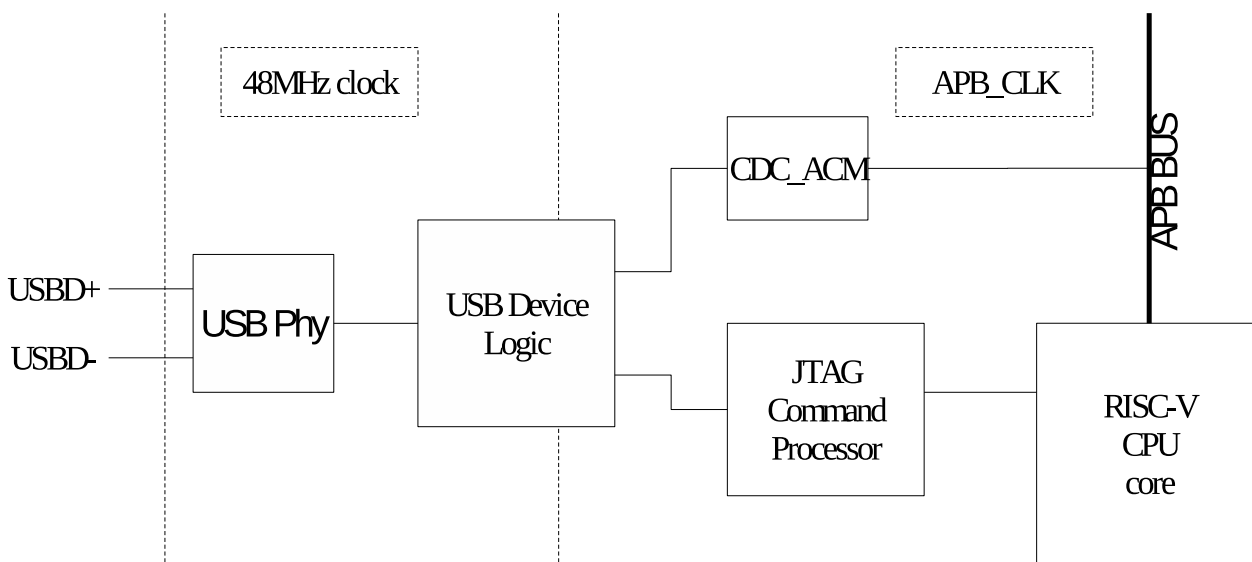 48MHz clock
APB_CLK
CDC_ACM
APB BUS
USBD+
USBD-
USB Phy
USB Device
Logic
JTAG
Command
Processor
RISC-V
CPU
core